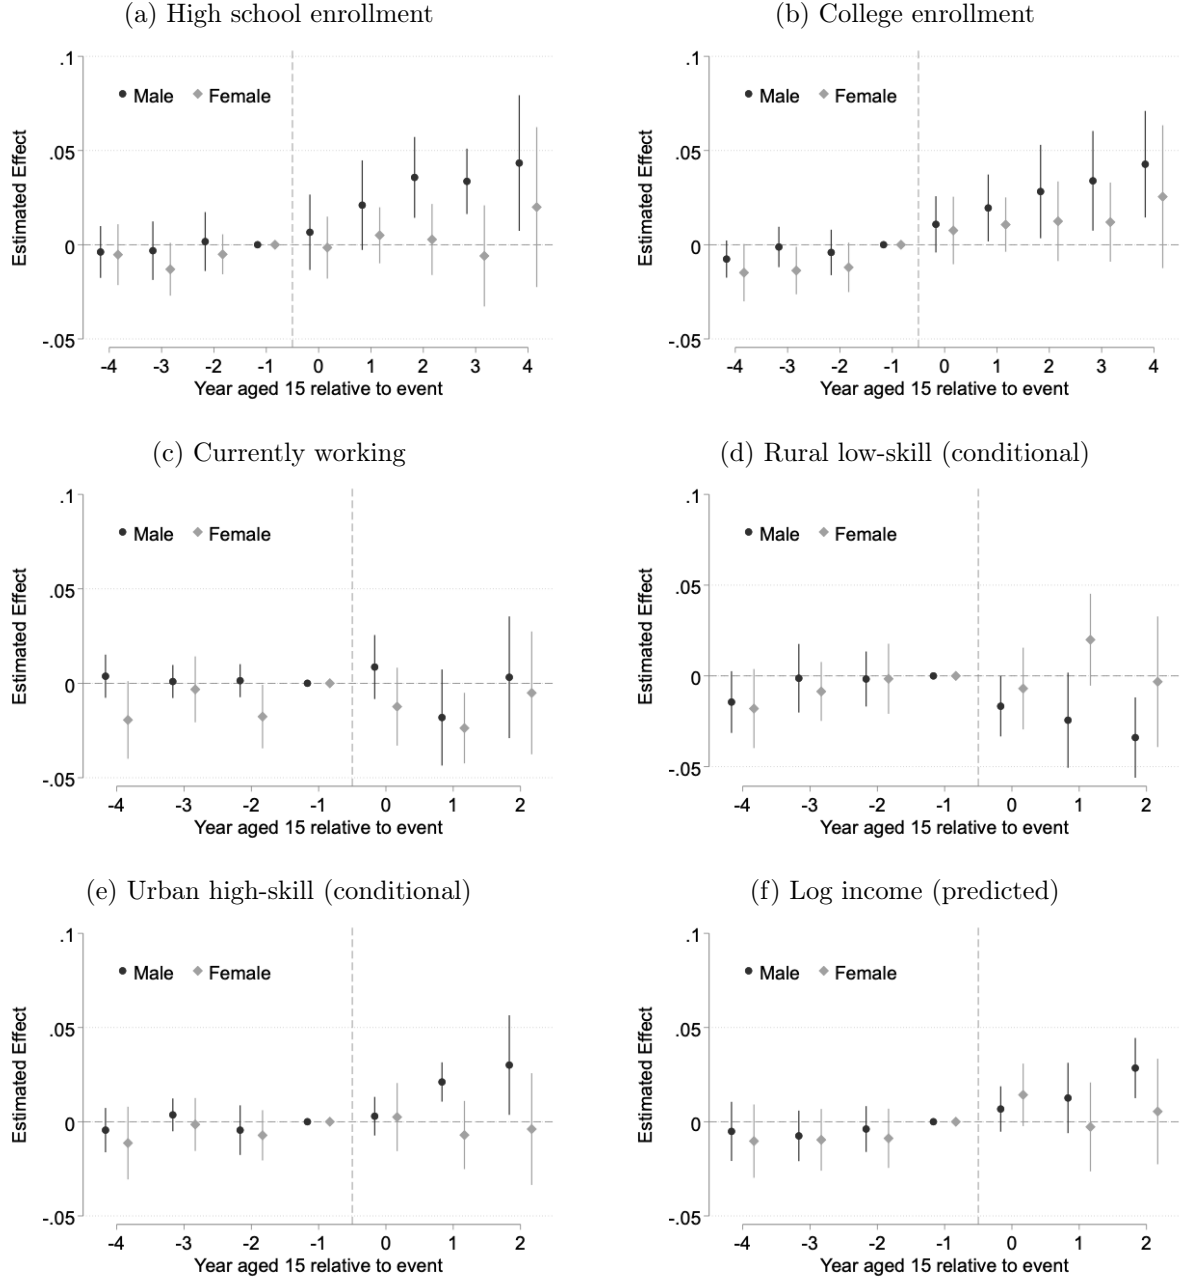 (a) High school enrollment
.1
Male Female
.05
0
-.05
Estimated Effect
-4 -3 -2 -1 0 1 2 3 4
Year aged 15 relative to event
(b) College enrollment
.1
Male Female
.05
0
-.05
Estimated Effect
-4 -3 -2 -1 0 1 2 3 4
Year aged 15 relative to event
(c) Currently working
.1
Male Female
.05
0
-.05
Estimated Effect
-4 -3 -2 -1 0 1 2
Year aged 15 relative to event
(d) Rural low-skill (conditional)
.1
Male Female
.05
0
-.05
Estimated Effect
-4 -3 -2 -1 0 1 2
Year aged 15 relative to event
(e) Urban high-skill (conditional)
.1
Male Female
.05
0
-.05
Estimated Effect
-4 -3 -2 -1 0 1 2
Year aged 15 relative to event
(f) Log income (predicted)
.1
Male Female
.05
0
-.05
Estimated Effect
-4 -3 -2 -1 0 1 2
Year aged 15 relative to event